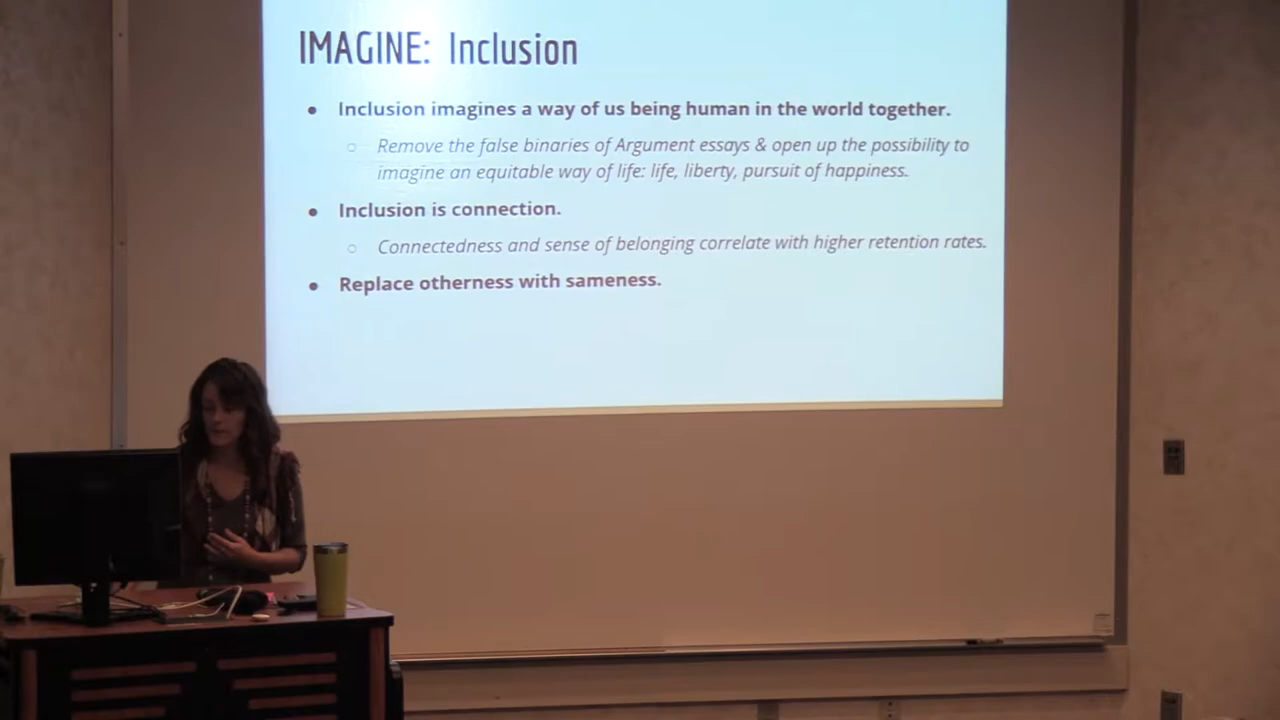 IMAGINE: Inclusion
● Inclusion imagines a way of us being human in the world together.
○ Remove the false binaries of Argument essays & open up the possibility to
imagine an equitable way of life: life, liberty, pursuit of happiness.
● Inclusion is connection.
○ Connectedness and sense of belonging correlate with higher retention rates.
● Replace otherness with sameness.